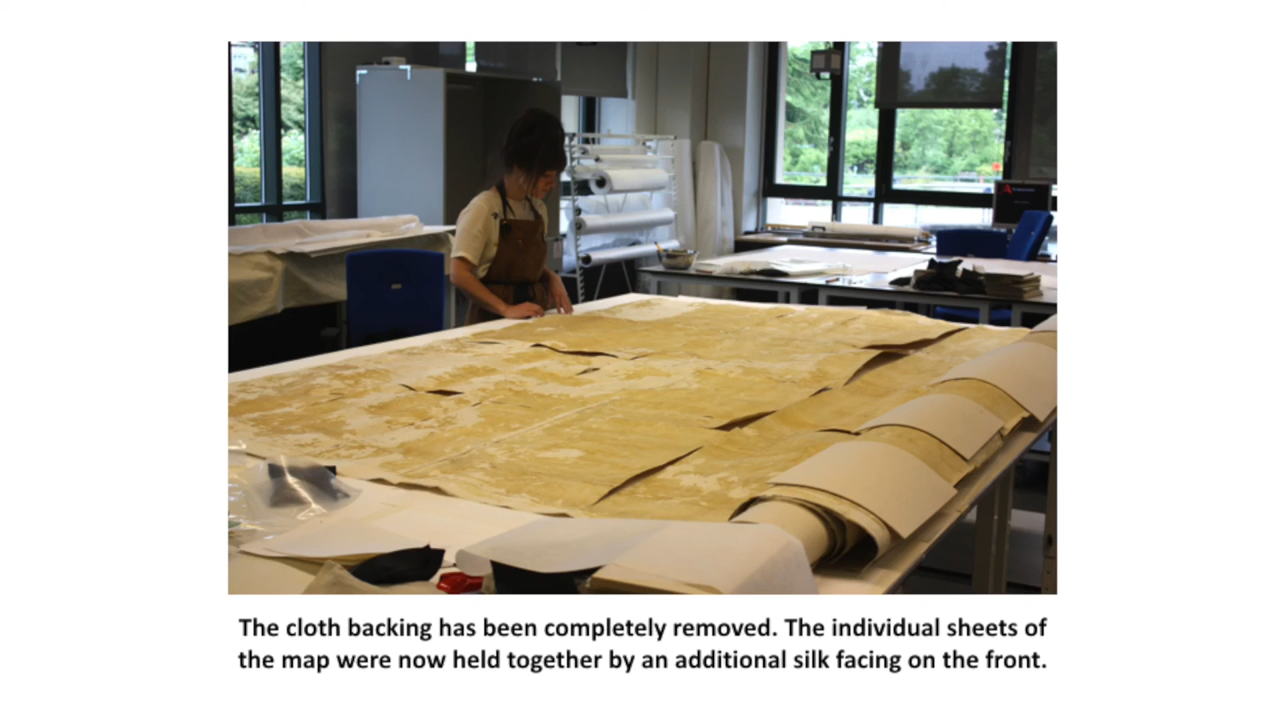 The cloth backing has been completely removed. The individual sheets of
the map were now held together by an additional silk facing on the front.